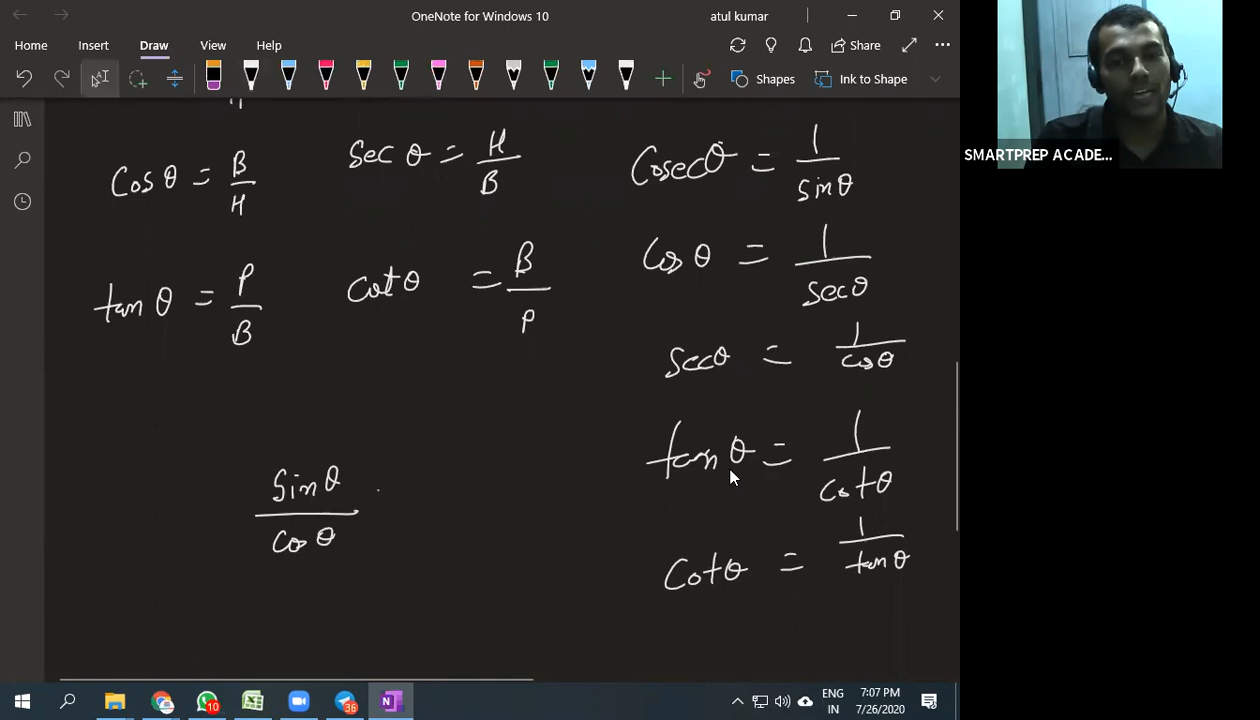 OneNote for Windows 10
atul kumar
Home Insert Draw View Help
Share
Shapes
Ink to Shape
SMARTPREP ACADE...
Cos θ = B/H
Sec θ = H/B
Cosec θ = 1/sin θ
tan θ = P/B
cot θ = B/P
Cos θ = 1/sec θ
Sec θ = 1/cos θ
tan θ = 1/cot θ
Sin θ/cos θ
Cot θ = 1/tan θ
10
36
N
ENG
IN
7:07 PM
7/26/2020